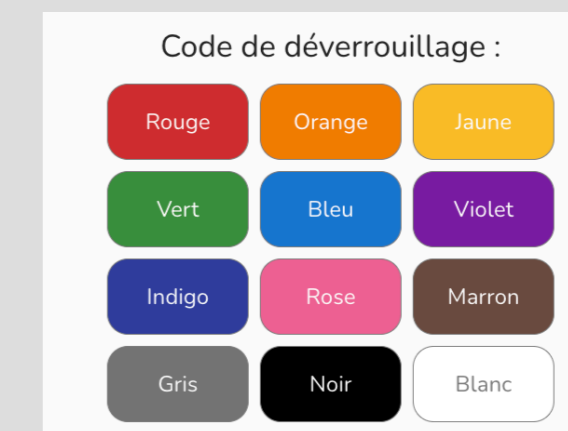 Code de déverrouillage :
Rouge Orange Jaune
Vert Bleu Violet
Indigo Rose Marron
Gris Noir Blanc